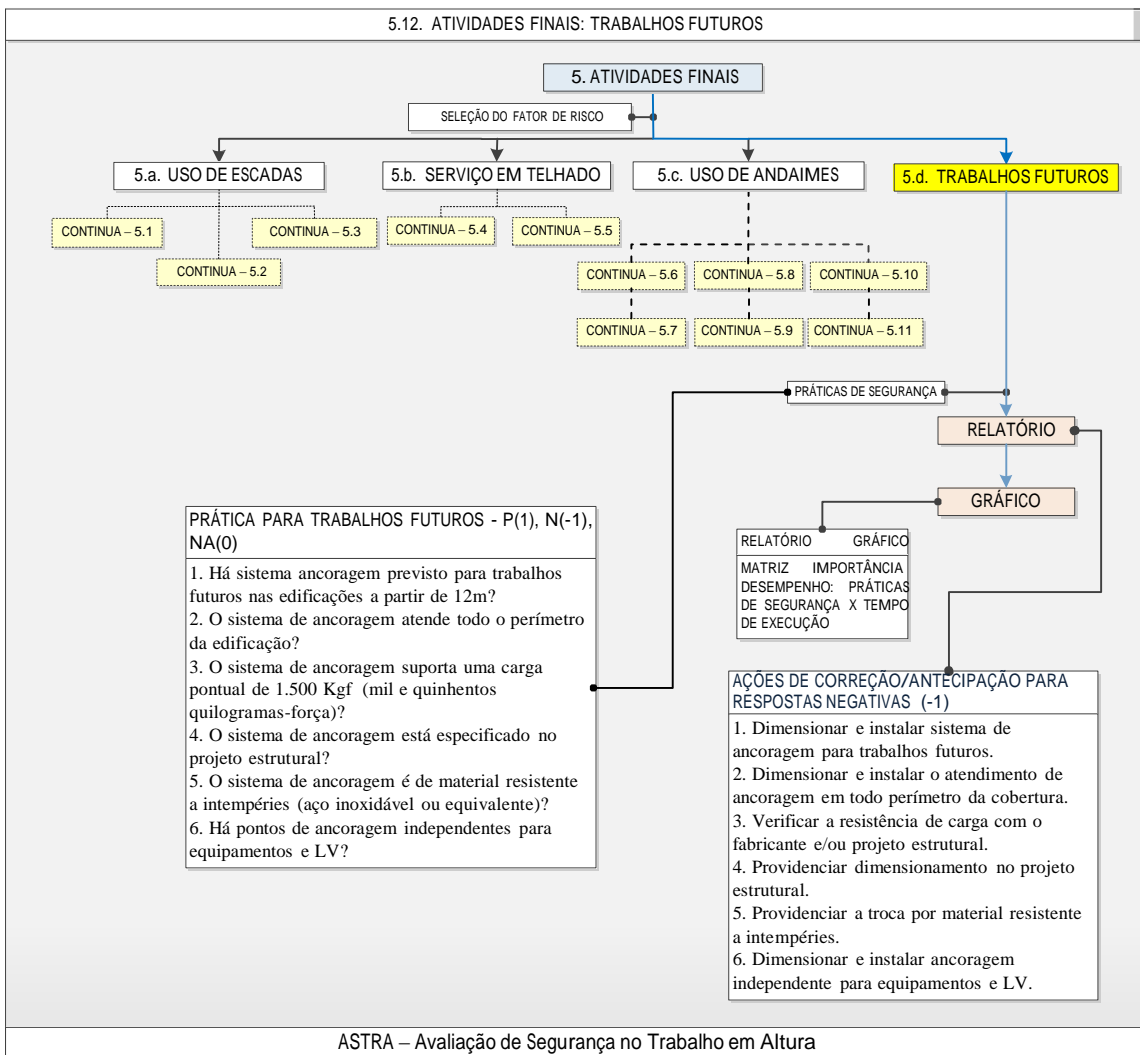 5.12. ATIVIDADES FINAIS: TRABALHOS FUTUROS
5. ATIVIDADES FINAIS
SELEÇÃO DO FATOR DE RISCO
5.a. USO DE ESCADAS
5.b. SERVIÇO EM TELHADO
5.c. USO DE ANDAIMES
5.d. TRABALHOS FUTUROS
CONTINUA – 5.1
CONTINUA – 5.2
CONTINUA – 5.3
CONTINUA – 5.4
CONTINUA – 5.5
CONTINUA – 5.6
CONTINUA – 5.8
CONTINUA – 5.10
CONTINUA – 5.7
CONTINUA – 5.9
CONTINUA – 5.11
PRÁTICAS DE SEGURANÇA
RELATÓRIO
GRÁFICO
PRÁTICA PARA TRABALHOS FUTUROS - P(1), N(-1),
NA(0)
1. Há sistema ancoragem previsto para trabalhos
futuros nas edificações a partir de 12m?
2. O sistema de ancoragem atende todo o perímetro
da edificação?
3. O sistema de ancoragem suporta uma carga
pontual de 1.500 Kgf (mil e quinhentos
quilogramas-força)?
4. O sistema de ancoragem está especificado no
projeto estrutural?
5. O sistema de ancoragem é de material resistente
a intempéries (aço inoxidável ou equivalente)?
6. Há pontos de ancoragem independentes para
equipamentos e LV?
RELATÓRIO GRÁFICO
MATRIZ IMPORTÂNCIA
DESEMPENHO: PRÁTICAS
DE SEGURANÇA X TEMPO
DE EXECUÇÃO
AÇÕES DE CORREÇÃO/ANTECIPAÇÃO PARA
RESPOSTAS NEGATIVAS (-1)
1. Dimensionar e instalar sistema de
ancoragem para trabalhos futuros.
2. Dimensionar e instalar o atendimento de
ancoragem em todo perímetro da cobertura.
3. Verificar a resistência de carga com o
fabricante e/ou projeto estrutural.
4. Providenciar dimensionamento no projeto
estrutural.
5. Providenciar a troca por material resistente
a intempéries.
6. Dimensionar e instalar ancoragem
independente para equipamentos e LV.
ASTRA – Avaliação de Segurança no Trabalho em Altura